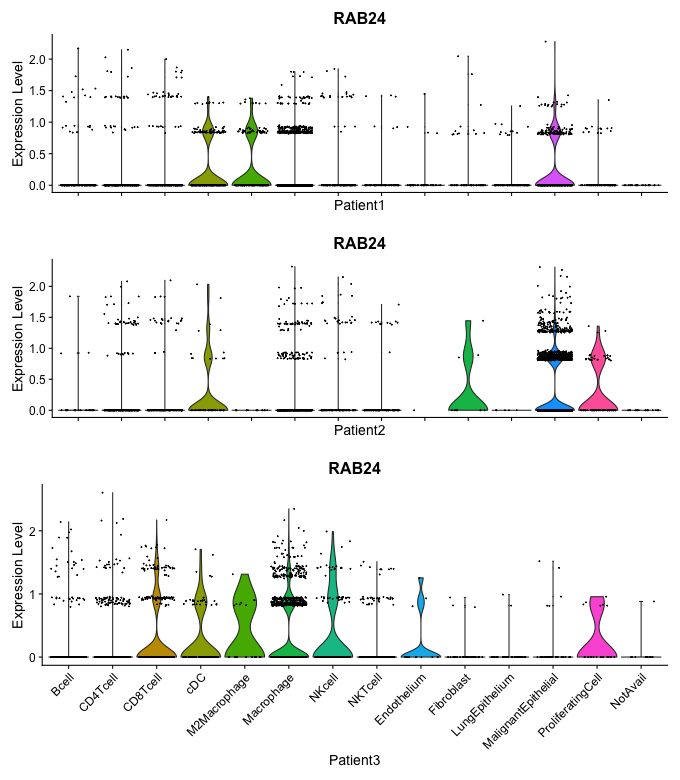 RAB24
Expression Level
2.0
1.5
1.0
0.5
0.0
Patient1
RAB24
Expression Level
2.0
1.5
1.0
0.5
0.0
Patient2
RAB24
Expression Level
2
1
0
Bcell
CD4Tcell
CD8Tcell
cDC
M2Macrophage
Macrophage
NKcell
NKTcell
Endothelium
Fibroblast
LungEpithelium
MalignantEpithelial
ProliferatingCell
NotAvail
Patient3